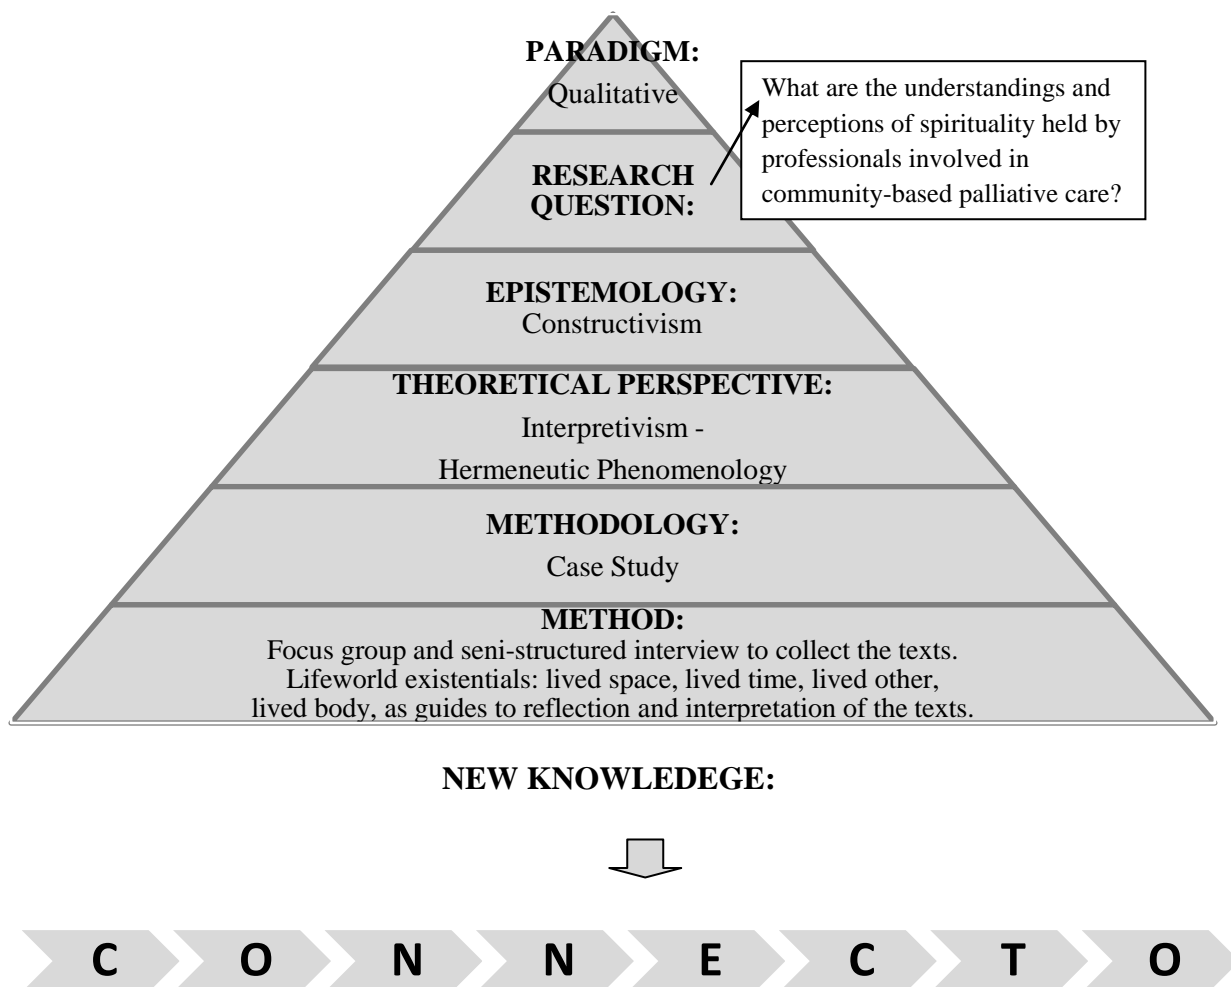 PARADIGM:
Qualitative
What are the understandings and
perceptions of spirituality held by
professionals involved in
community-based palliative care?
RESEARCH
QUESTION:
EPISTEMOLOGY:
Constructivism
THEORETICAL PERSPECTIVE:
Interpretivism -
Hermeneutic Phenomenology
METHODOLOGY:
Case Study
METHOD:
Focus group and seni-structured interview to collect the texts.
Lifeworld existentials: lived space, lived time, lived other,
lived body, as guides to reflection and interpretation of the texts.
NEW KNOWLEDEGE:
C O N N E C T O